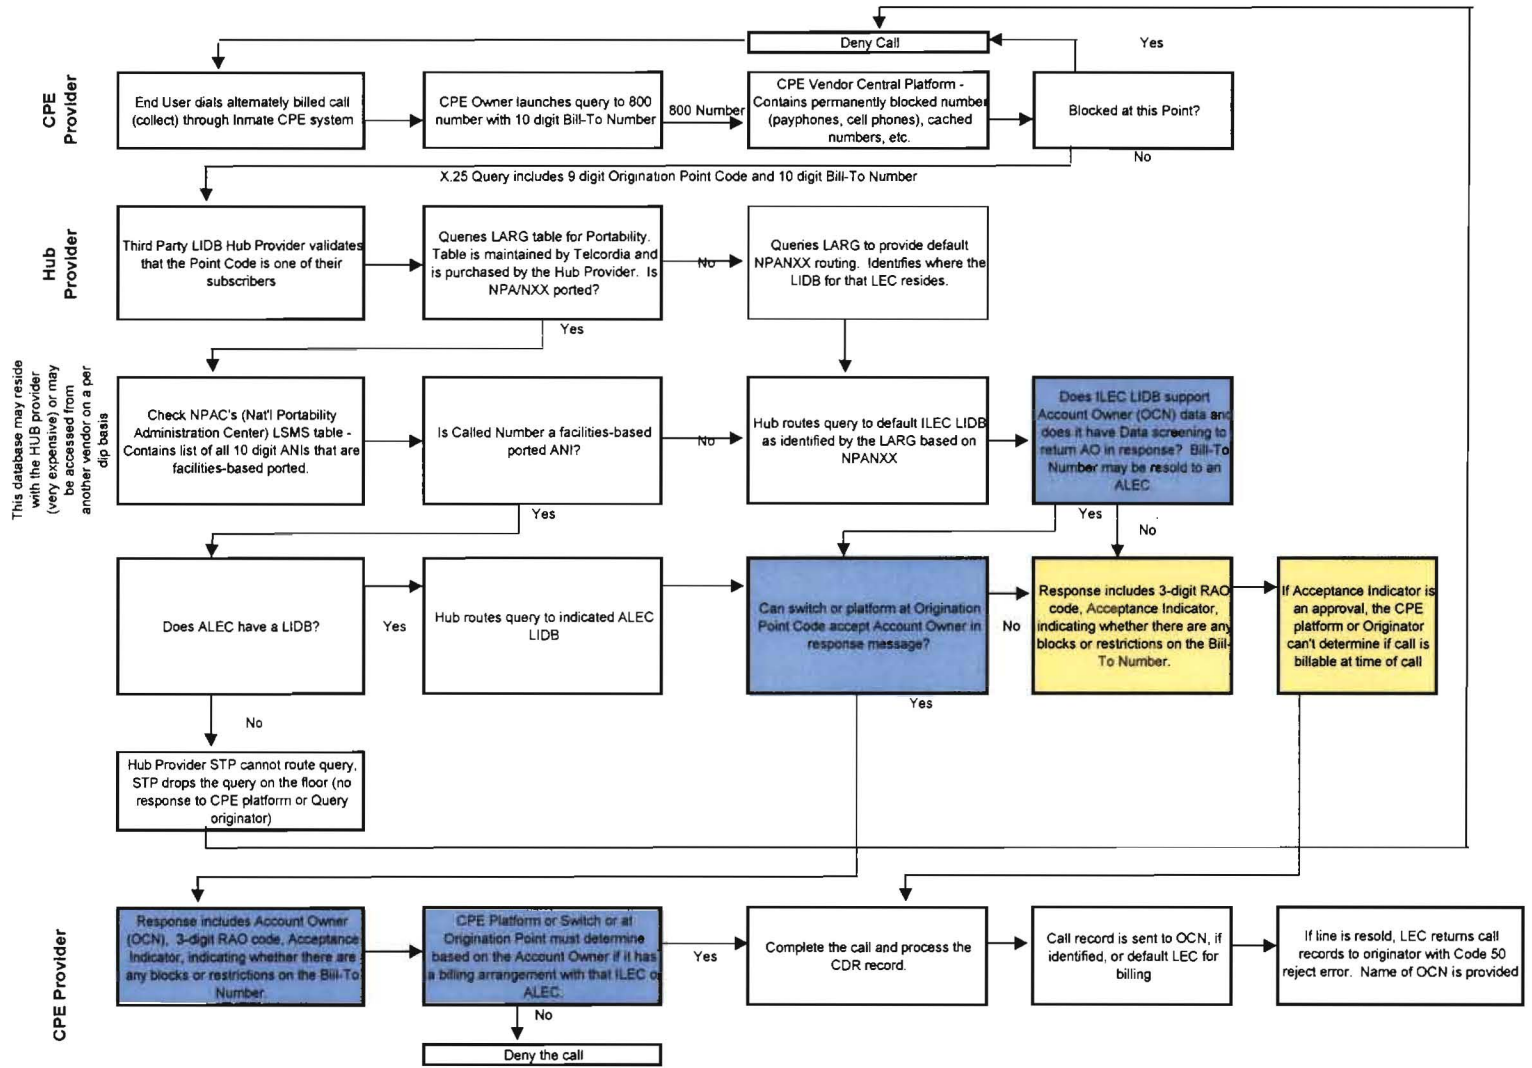 Deny Call
Yes
CPE
Provider
End User dials alternately billed call
(collect) through Inmate CPE system
CPE Owner launches query to 800
number with 10 digit Bill-To Number
800 Number
CPE Vendor Central Platform -
Contains permanently blocked number
(payphones, cell phones), cached
numbers, etc.
Blocked at this Point?
No
X.25 Query includes 9 digit Origination Point Code and 10 digit Bill-To Number
Hub
Provider
Third Party LIDB Hub Provider validates
that the Point Code is one of their
subscribers
Queries LARG table for Portability.
Table is maintained by Telcordia and
is purchased by the Hub Provider. Is
NPA/NXX ported?
No
Queries LARG to provide default
NPANXX routing. Identifies where the
LIDB for that LEC resides.
Yes
This database may reside
with the HUB provider
(very expensive) or may
be accessed from
another vendor on a per
dip basis
Check NPAC's (Nat'l Portability
Administration Center) LSMS table -
Contains list of all 10 digit ANIs that are
facilities-based ported.
Is Called Number a facilities-based
ported ANI?
No
Hub routes query to default ILEC LIDB
as identified by the LARG based on
NPANXX
Does ILEC LIDB support
Account Owner (OCN) data and
does it have Data screening to
return AO in response? Bill-To
Number may be resold to an
ALEC
Yes
Yes
No
Does ALEC have a LIDB?
Yes
Hub routes query to indicated ALEC
LIDB
Can switch or platform at Origination
Point Code accept Account Owner in
response message?
No
Response includes 3-digit RAO
code, Acceptance Indicator,
indicating whether there are any
blocks or restrictions on the Bill-
To Number.
If Acceptance Indicator is
an approval, the CPE
platform or Originator
can't determine if call is
billable at time of call
Yes
No
Hub Provider STP cannot route query,
STP drops the query on the floor (no
response to CPE platform or Query
originator)
CPE Provider
Response includes Account Owner
(OCN), 3-digit RAO code, Acceptance
Indicator, indicating whether there are
any blocks or restrictions on the Bill-To
Number.
CPE Platform or Switch or at
Origination Point must determine
based on the Account Owner if it has
a billing arrangement with that ILEC or
ALEC.
Yes
Complete the call and process the
CDR record.
Call record is sent to OCN, if
identified, or default LEC for
billing
If line is resold, LEC returns call
records to originator with Code 50
reject error. Name of OCN is provided
No
Deny the call